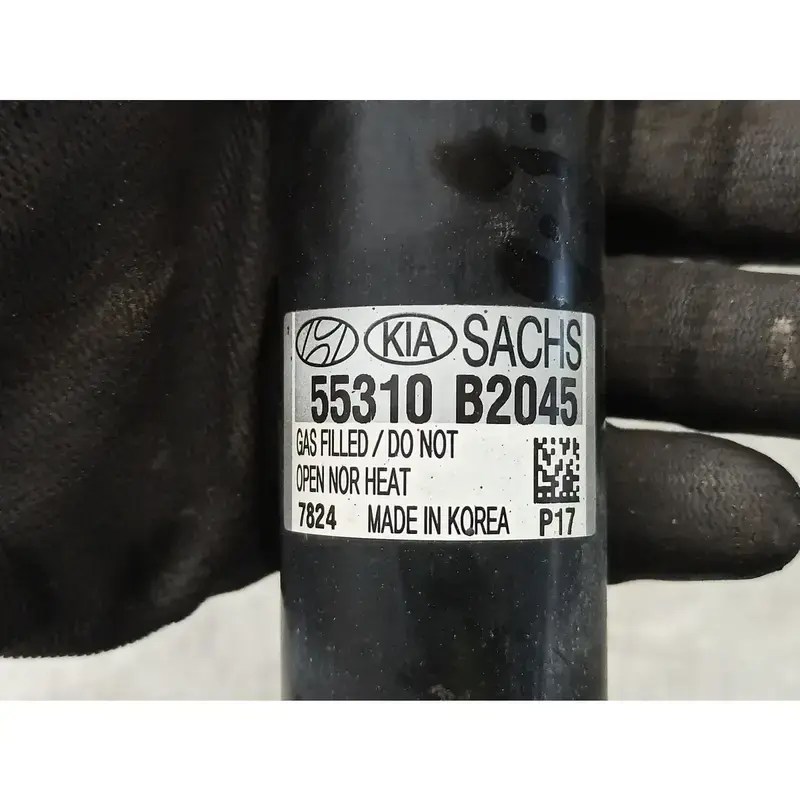 KIA SACHS
55310 B2045
GAS FILLED / DO NOT
OPEN NOR HEAT
7824 MADE IN KOREA P17